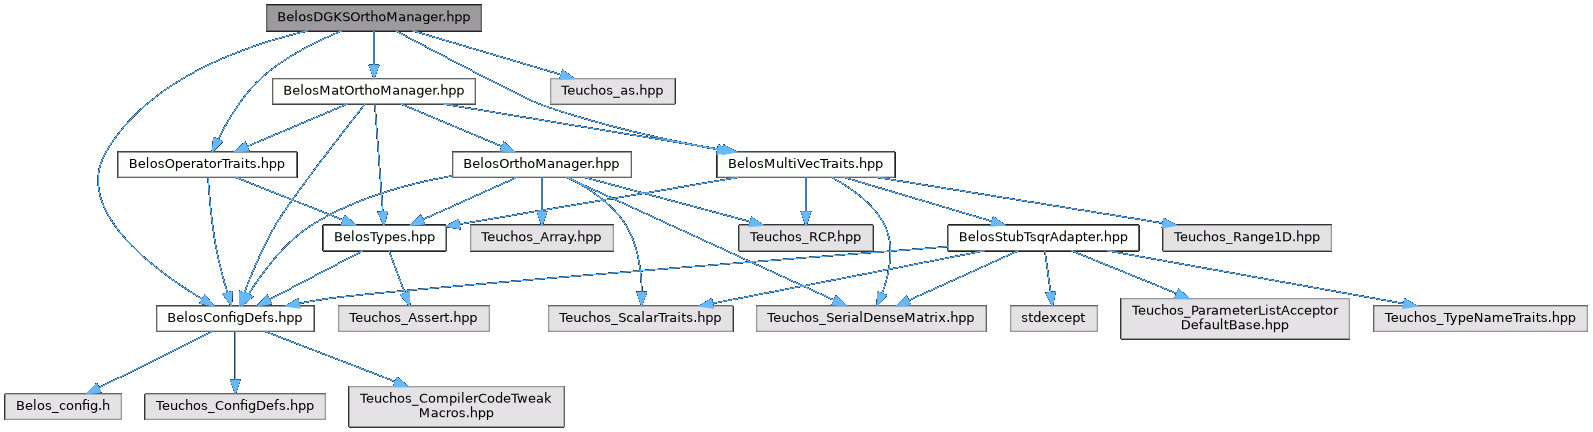 BelosDGKSOrthoManager.hpp
BelosMatOrthoManager.hpp
Teuchos_as.hpp
BelosOperatorTraits.hpp
BelosOrthoManager.hpp
BelosMultiVecTraits.hpp
BelosTypes.hpp
Teuchos_Array.hpp
Teuchos_RCP.hpp
BelosStubTsqrAdapter.hpp
Teuchos_Range1D.hpp
BelosConfigDefs.hpp
Teuchos_Assert.hpp
Teuchos_ScalarTraits.hpp
Teuchos_SerialDenseMatrix.hpp
stdexcept
Teuchos_ParameterListAcceptor
DefaultBase.hpp
Teuchos_TypeNameTraits.hpp
Belos_config.h
Teuchos_ConfigDefs.hpp
Teuchos_CompilerCodeTweak
Macros.hpp